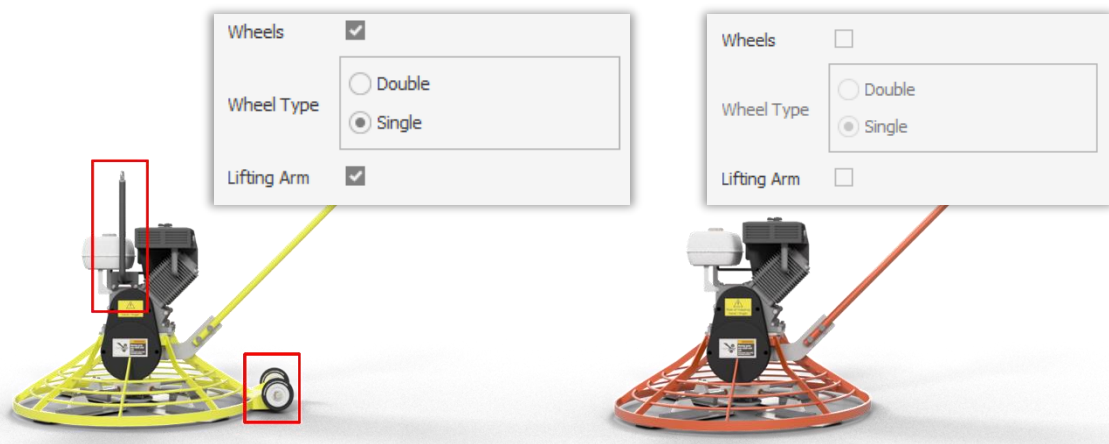 Wheels
Wheel Type
Double
Single
Lifting Arm
Wheels
Wheel Type
Double
Single
Lifting Arm